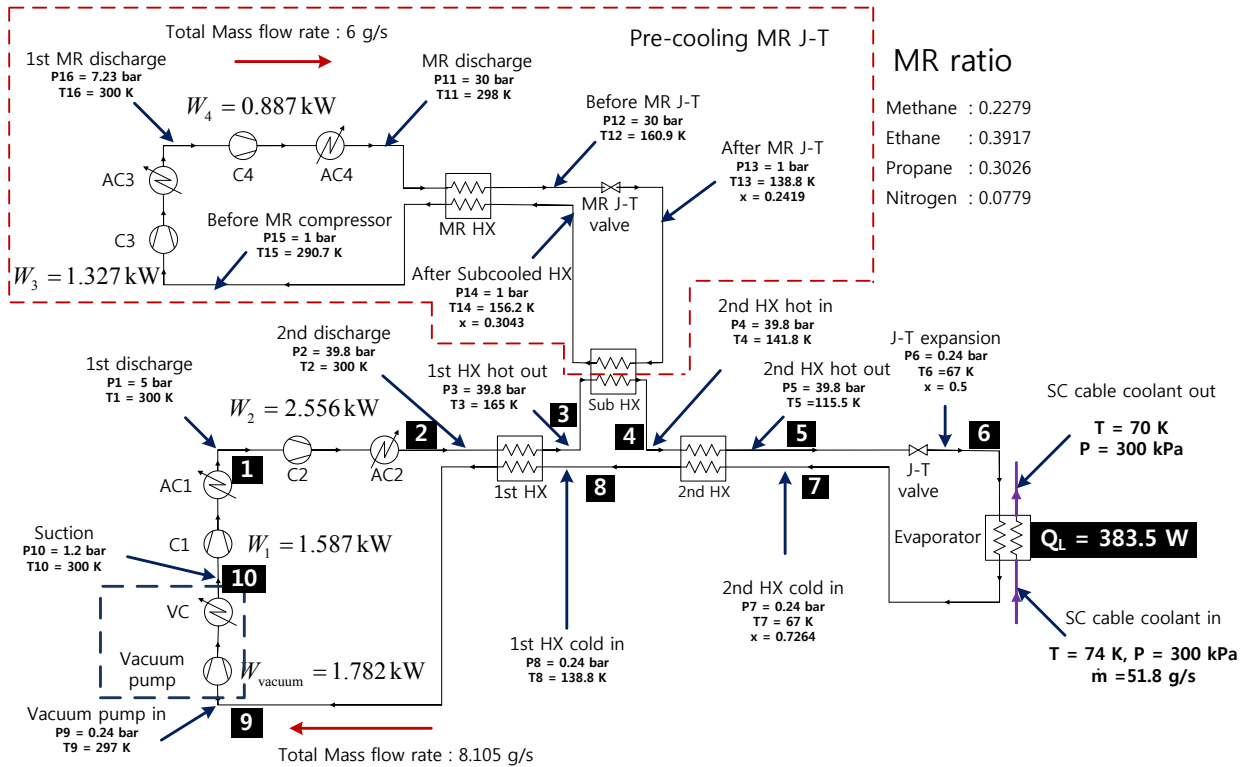 Total Mass flow rate : 6 g/s
Pre-cooling MR J-T
1st MR discharge
P16 = 7.23 bar
T16 = 300 K
MR discharge
P11 = 30 bar
T11 = 298 K
W4 = 0.887 kW
Before MR J-T
P12 = 30 bar
T12 = 160.9 K
After MR J-T
P13 = 1 bar
T13 = 138.8 K
x = 0.2419
AC3
C4
AC4
MR HX
MR J-T
valve
C3
Before MR compressor
P15 = 1 bar
T15 = 290.7 K
W3 = 1.327 kW
After Subcooled HX
P14 = 1 bar
T14 = 156.2 K
x = 0.3043
MR ratio
Methane : 0.2279
Ethane : 0.3917
Propane : 0.3026
Nitrogen : 0.0779
1st discharge
P1 = 5 bar
T1 = 300 K
2nd discharge
P2 = 39.8 bar
T2 = 300 K
1st HX hot out
P3 = 39.8 bar
T3 = 165 K
Sub HX
2nd HX hot in
P4 = 39.8 bar
T4 = 141.8 K
2nd HX hot out
P5 = 39.8 bar
T5 =115.5 K
J-T expansion
P6 = 0.24 bar
T6 =67 K
x = 0.5
SC cable coolant out
T = 70 K
P = 300 kPa
W2 = 2.556 kW
1
2
3
4
5
6
7
8
AC1
C2
AC2
1st HX
2nd HX
J-T
valve
Evaporator
QL = 383.5 W
Suction
P10 = 1.2 bar
T10 = 300 K
C1
W1 = 1.587 kW
10
VC
Vacuum
pump
Wvacuum = 1.782 kW
9
Vacuum pump in
P9 = 0.24 bar
T9 = 297 K
1st HX cold in
P8 = 0.24 bar
T8 = 138.8 K
2nd HX cold in
P7 = 0.24 bar
T7 = 67 K
x = 0.7264
SC cable coolant in
T = 74 K, P = 300 kPa
ṁ =51.8 g/s
Total Mass flow rate : 8.105 g/s